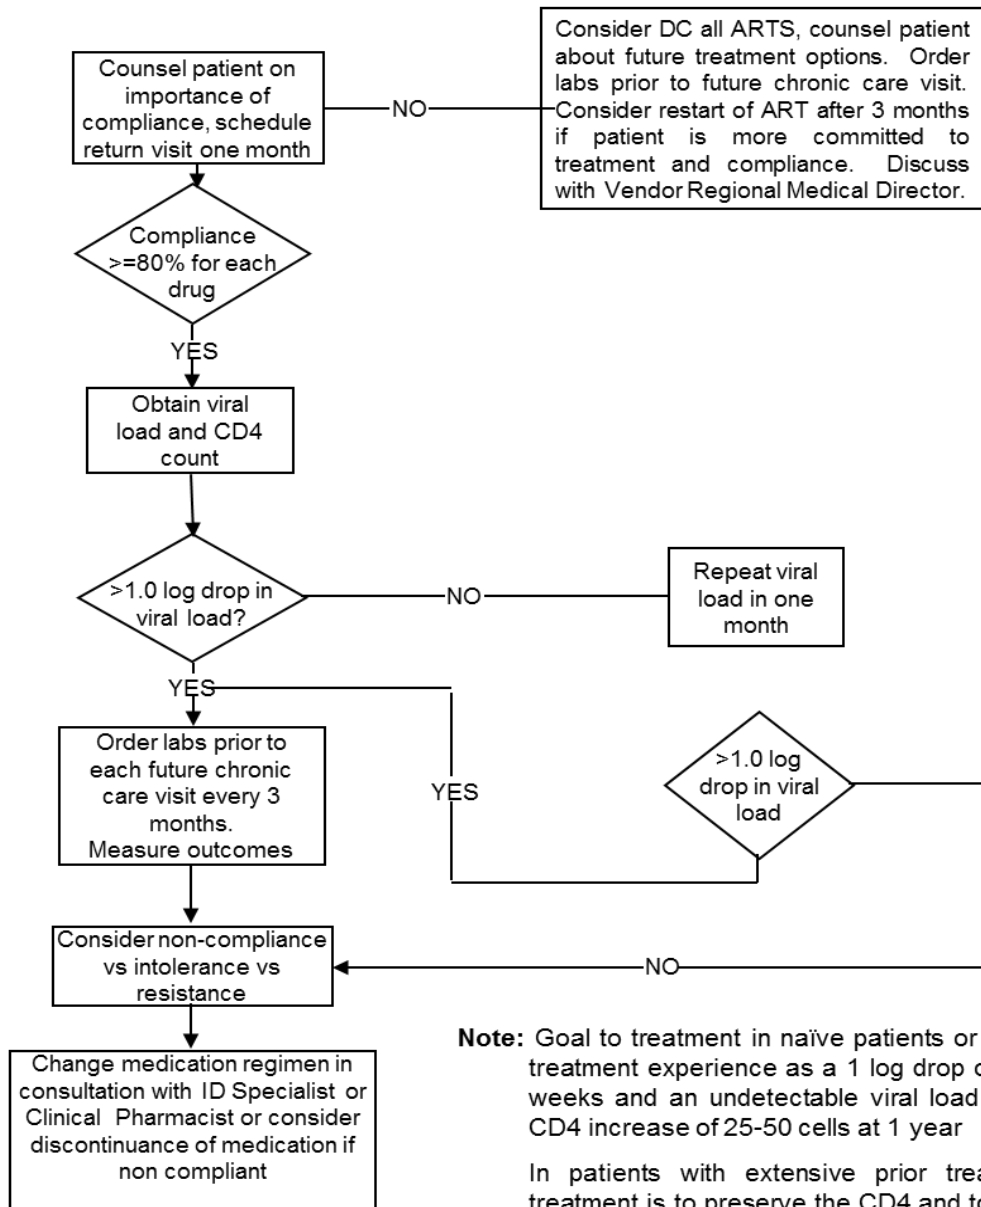 Counsel patient on
importance of
compliance, schedule
return visit one month
NO
Consider DC all ARTS, counsel patient
about future treatment options. Order
labs prior to future chronic care visit.
Consider restart of ART after 3 months
if patient is more committed to
treatment and compliance. Discuss
with Vendor Regional Medical Director.
Compliance
>=80% for each
drug
YES
Obtain viral
load and CD4
count
>1.0 log drop in
viral load?
NO
Repeat viral
load in one
month
YES
Order labs prior to
each future chronic
care visit every 3
months.
Measure outcomes
YES
>1.0 log
drop in viral
load
Consider non-compliance
vs intolerance vs
resistance
NO
Change medication regimen in
consultation with ID Specialist or
Clinical Pharmacist or consider
discontinuance of medication if
non compliant
Note: Goal to treatment in naïve patients or
treatment experience as a 1 log drop
weeks and an undetectable viral load
CD4 increase of 25-50 cells at 1 year
In patients with extensive prior
treatment is to preserve the CD4 and